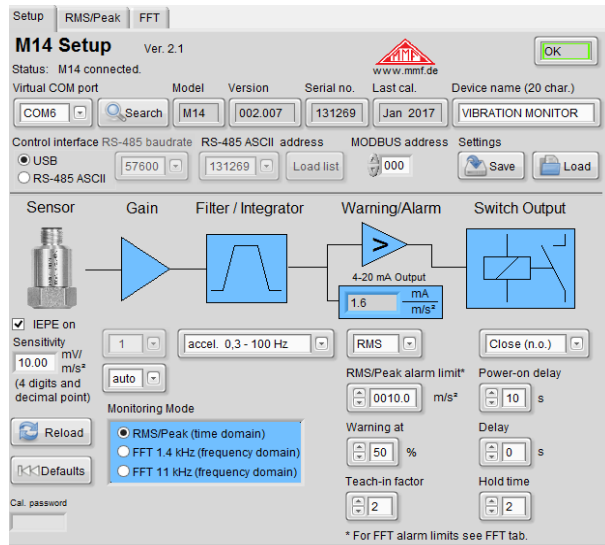 Setup RMS/Peak FFT
M14 Setup Ver. 2.1
MMF
OK
Status: M14 connected.
www.mmf.de
Virtual COM port Model Version Serial no. Last cal. Device name (20 char.)
COM6 Search M14 002.007 131269 Jan 2017 VIBRATION MONITOR
Control interface RS-485 baudrate RS-485 ASCII address MODBUS address Settings
USB
RS-485 ASCII
57600 131269 Load list 000 Save Load
Sensor Gain Filter / Integrator Warning/Alarm Switch Output
>
4-20 mA Output
1.6 mA
m/s²
IEPE on
Sensitivity
10.00 mV/
m/s²
(4 digits and
decimal point)
1 accel. 0,3 - 100 Hz RMS Close (n.o.)
auto
RMS/Peak alarm limit* Power-on delay
0010.0 m/s² 10 s
Monitoring Mode
RMS/Peak (time domain)
FFT 1.4 kHz (frequency domain)
FFT 11 kHz (frequency domain)
Reload
Defaults
Warning at Delay
50 % 0 s
Teach-in factor Hold time
2 2
Cal. password
* For FFT alarm limits see FFT tab.